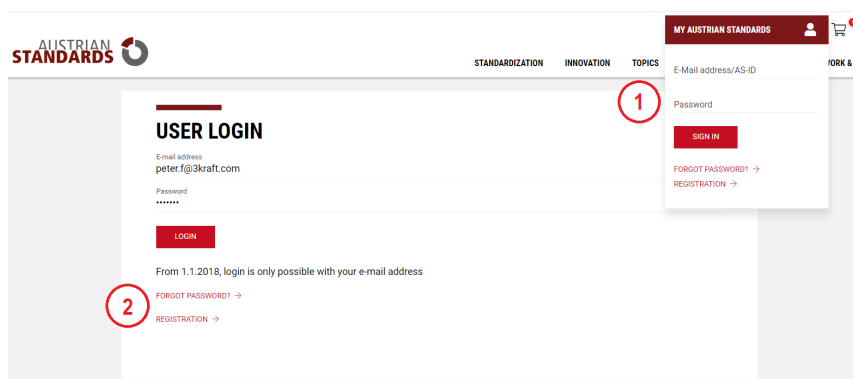 AUSTRIAN
STANDARDS
STANDARDIZATION INNOVATION TOPICS
MY AUSTRIAN STANDARDS
E-Mail address/AS-ID
Password
SIGN IN
FORGOT PASSWORD? →
REGISTRATION →
1
USER LOGIN
E-mail address
peter.f@3kraft.com
Password
•••••••
LOGIN
From 1.1.2018, login is only possible with your e-mail address
FORGOT PASSWORD? →
2
REGISTRATION →